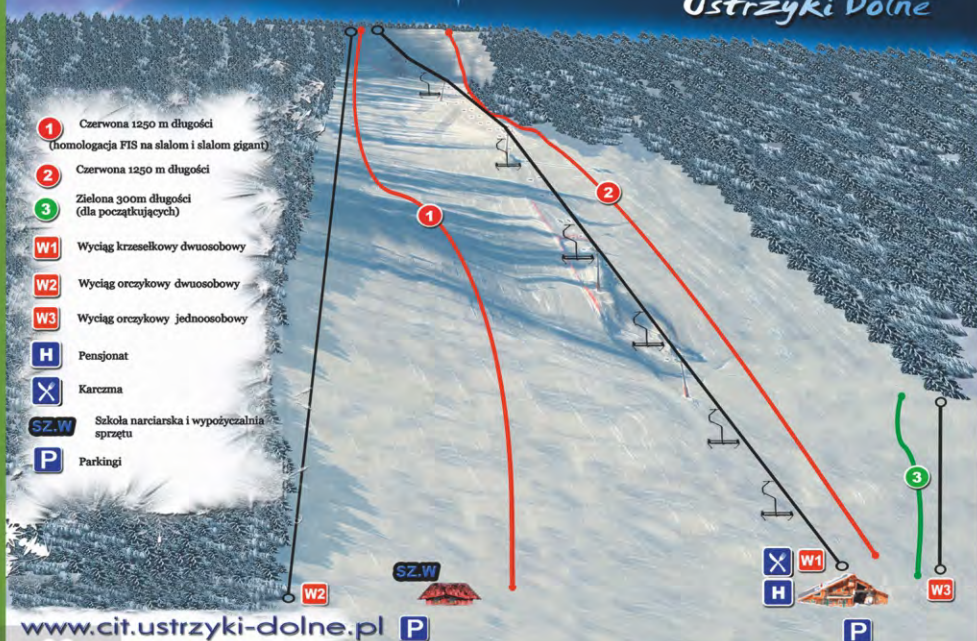 Ustrzyki Dolne
1 Czerwona 1250 m długości
(homologacja FIS na slalom i slalom gigant)
2 Czerwona 1250 m długości
3 Zielona 300m długości
(dla początkujących)
W1 Wyciąg krzesełkowy dwuosobowy
W2 Wyciąg orczykowy dwuosobowy
W3 Wyciąg orczykowy jednoosobowy
H Pensjonat
Karczma
SZ.W Szkoła narciarska i wypożyczalnia
sprzętu
P Parkingi
2
1
3
SZ.W
W1
W2
H
W3
www.cit.ustrzyki-dolne.pl
P
P